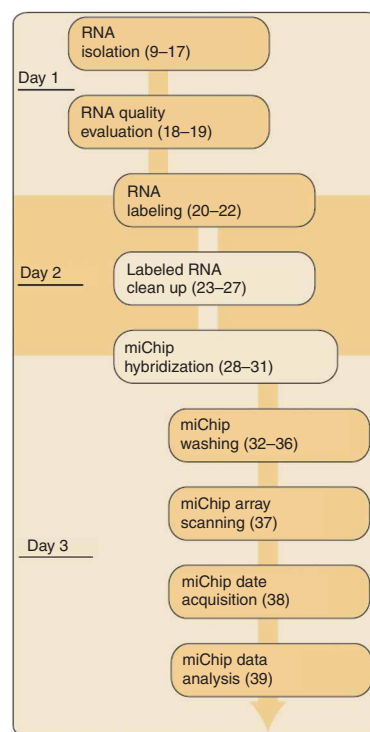 RNA
isolation (9–17)
Day 1
RNA quality
evaluation (18–19)
RNA
labeling (20–22)
Day 2
Labeled RNA
clean up (23–27)
miChip
hybridization (28–31)
miChip
washing (32–36)
miChip array
scanning (37)
Day 3
miChip date
acquisition (38)
miChip data
analysis (39)